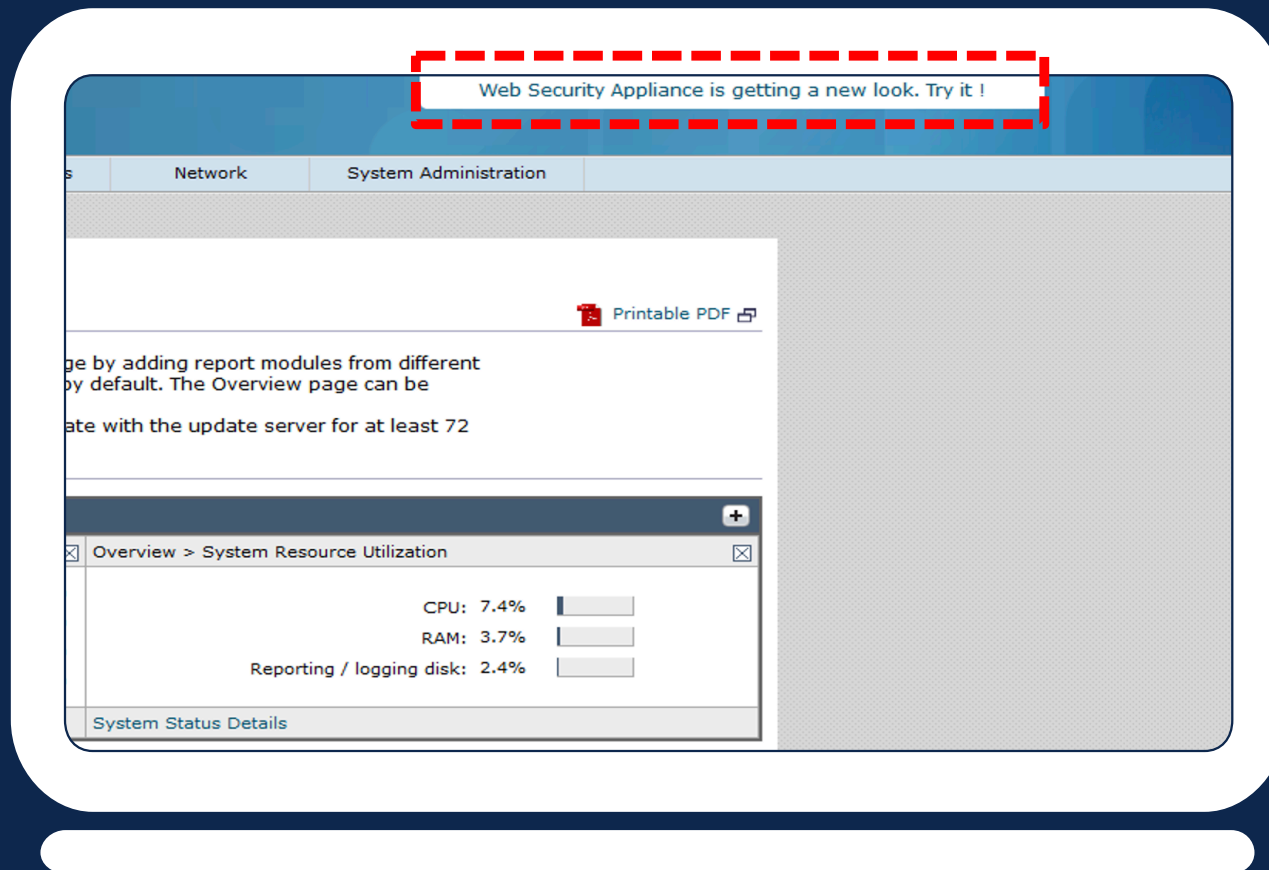 Web Security Appliance is getting a new look. Try it !
s Network System Administration
Printable PDF
ge by adding report modules from different
by default. The Overview page can be
ate with the update server for at least 72
Overview > System Resource Utilization
CPU: 7.4%
RAM: 3.7%
Reporting / logging disk: 2.4%
System Status Details